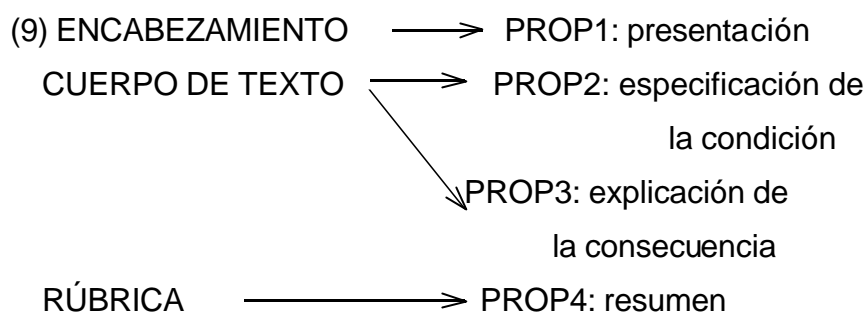 (9) ENCABEZAMIENTO PROP1: presentación
CUERPO DE TEXTO PROP2: especificación de
la condición
PROP3: explicación de
la consecuencia
RÚBRICA PROP4: resumen